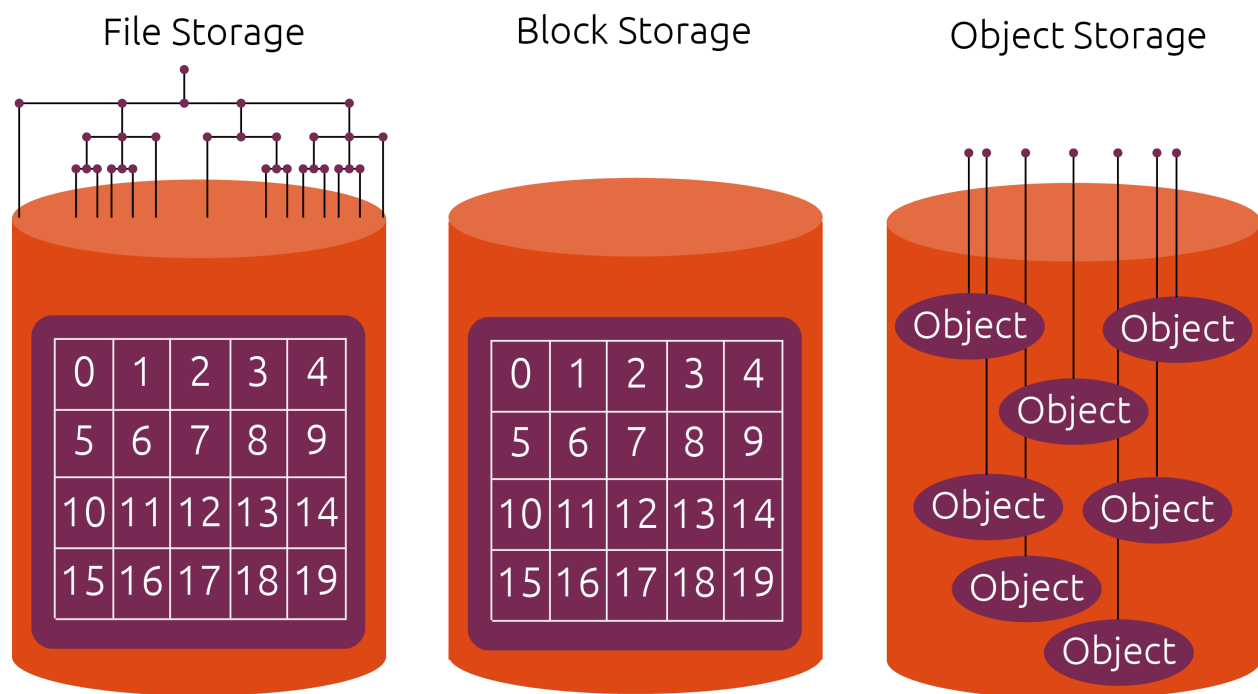 File Storage
Block Storage
Object Storage
0 1 2 3 4
5 6 7 8 9
10 11 12 13 14
15 16 17 18 19
0 1 2 3 4
5 6 7 8 9
10 11 12 13 14
15 16 17 18 19
Object
Object
Object
Object
Object
Object
Object